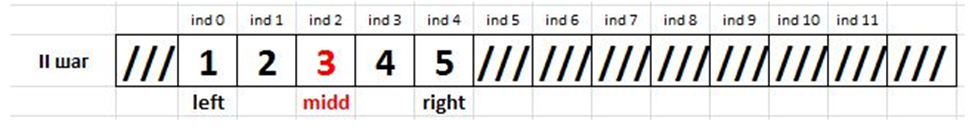 ind 0 ind 1 ind 2 ind 3 ind 4 ind 5 ind 6 ind 7 ind 8 ind 9 ind 10 ind 11
II шаг /// 1 2 3 4 5 /// /// /// /// /// /// /// ///
left midd right